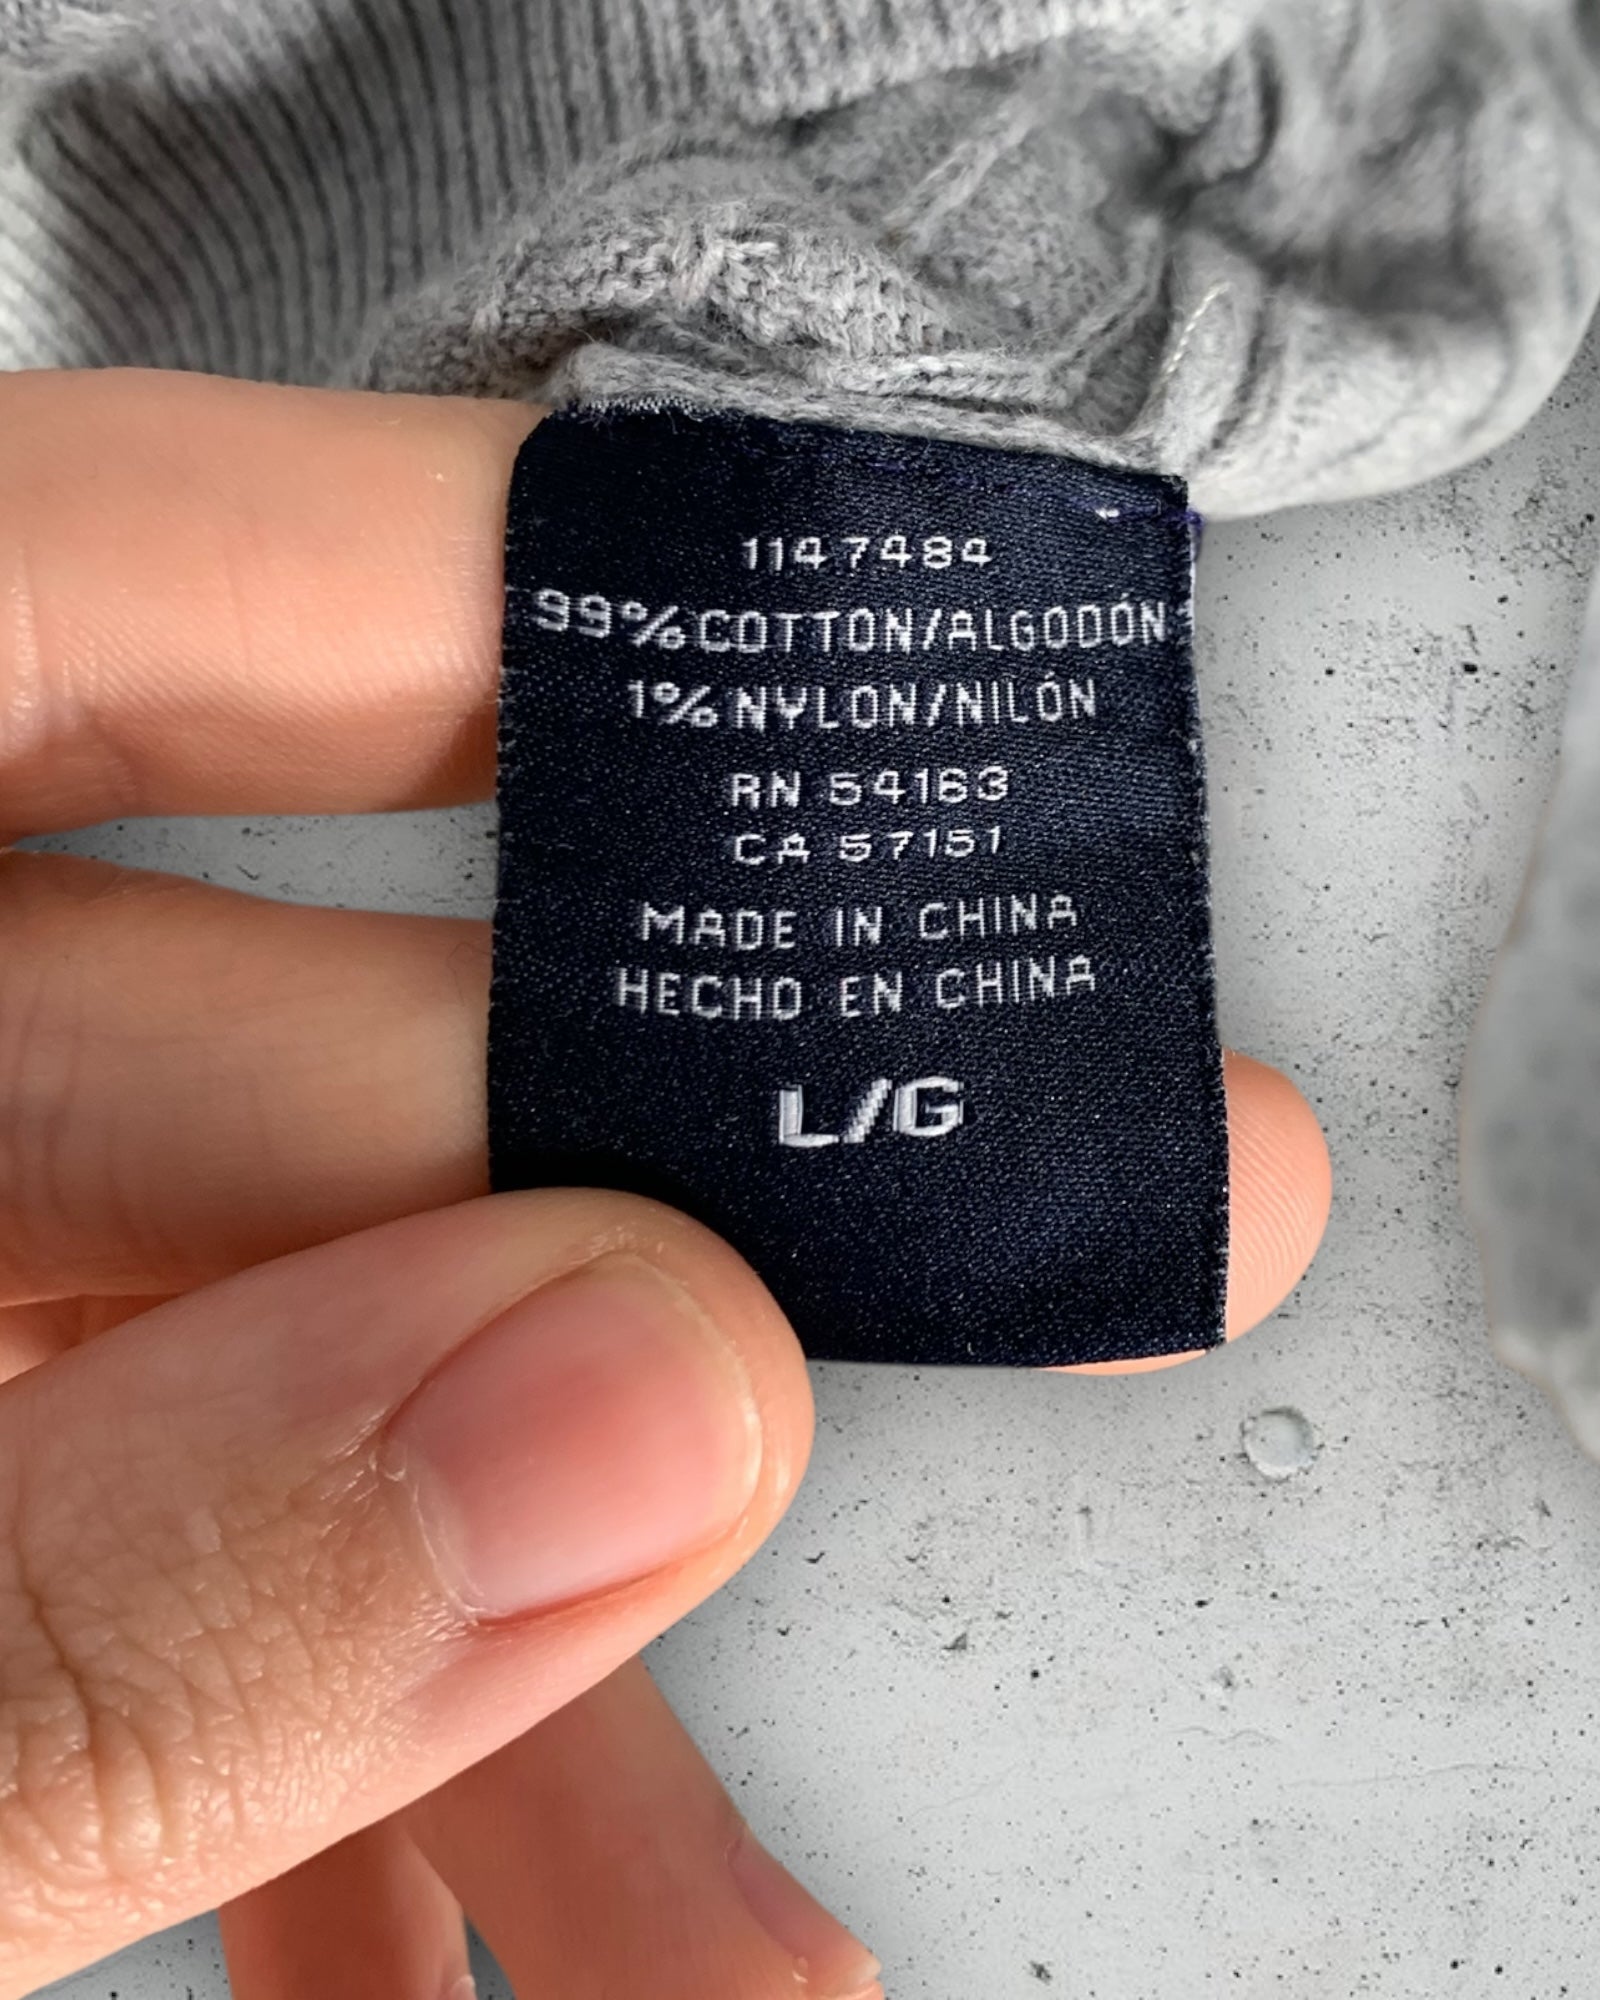 1147484
99%COTTON/ALGODÓN
1%NYLON/NILÓN
RN 54163
CA 57151
MADE IN CHINA
HECHO EN CHINA
L/G